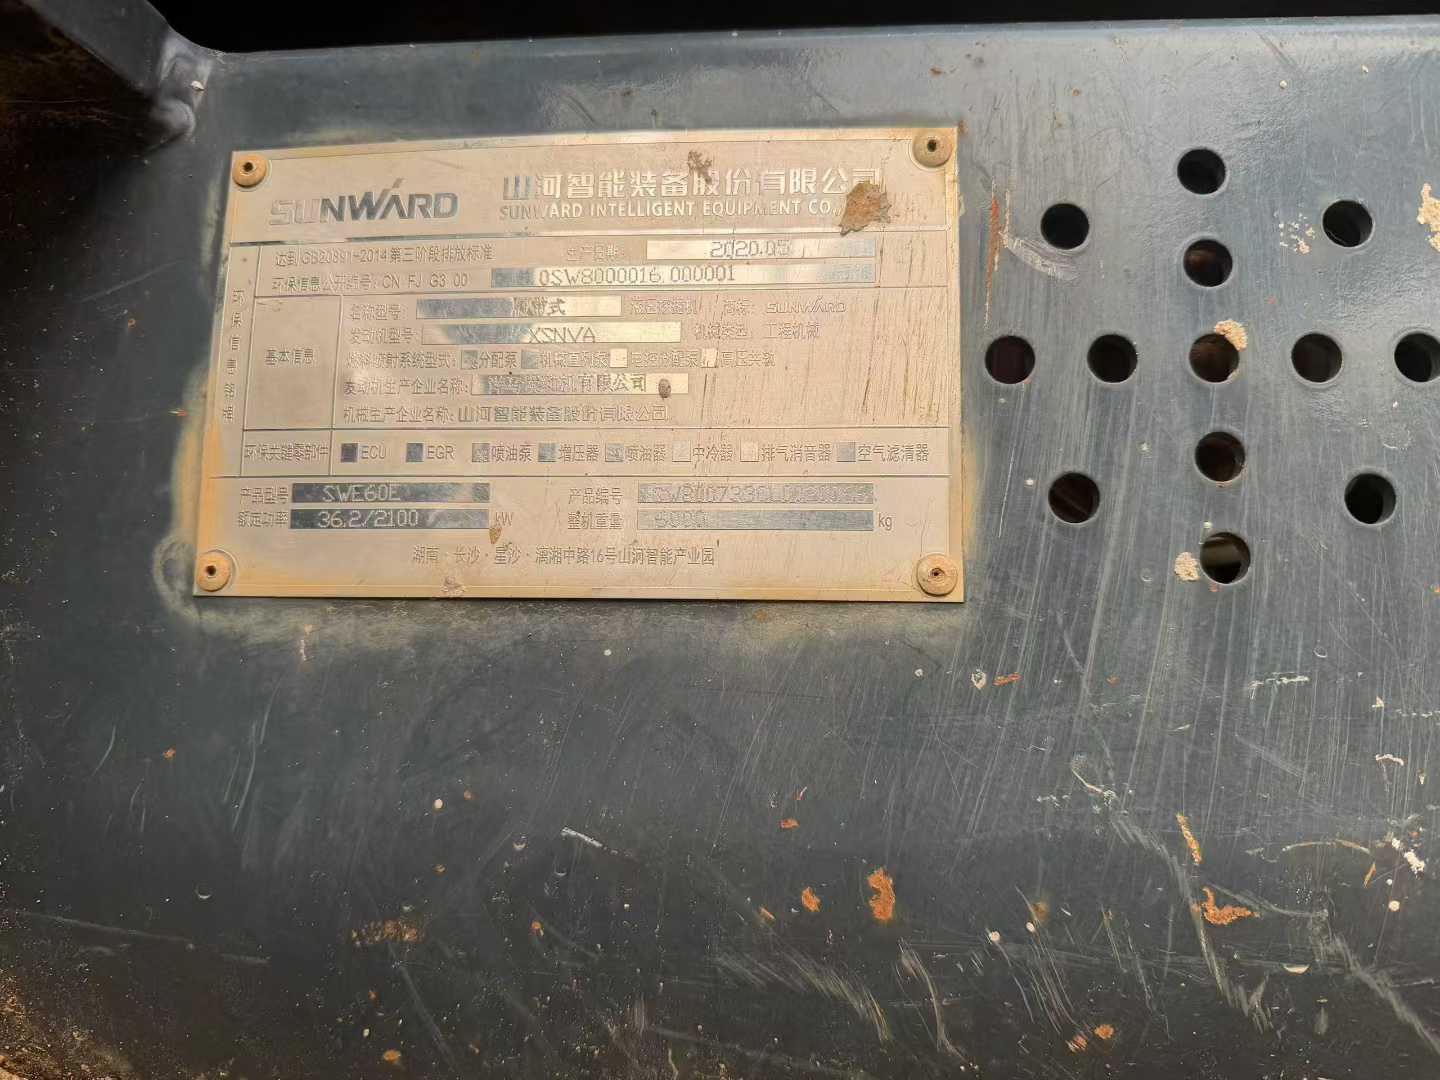 SUNWARD 山河智能装备股份有限公司
SUNWARD INTELLIGENT EQUIPMENT CO.,
达到GB20891-2014第三阶段排放标准 生产日期: 2020.05
环保信息公开编号: CN FJ G3 00 0SW8000016 000001
环保信息铭牌
基本信息
名称型号: 履带式 液压挖掘机 商标: SUNWARD
发动机型号: XSNVA 机械类型: 工程机械
燃料喷射系统型式: 分配泵 机械直列泵 电控分配泵 高压共轨
发动机生产企业名称: 有限公司
机械生产企业名称: 山河智能装备股份有限公司
环保关键零部件 ECU EGR 喷油泵 增压器 喷油器 中冷器 排气消音器 空气滤清器
产品型号 SWE60E 产品编号
额定功率 36.2/2100 kW 整机重量 kg
湖南·长沙·星沙·漓湘中路16号山河智能产业园